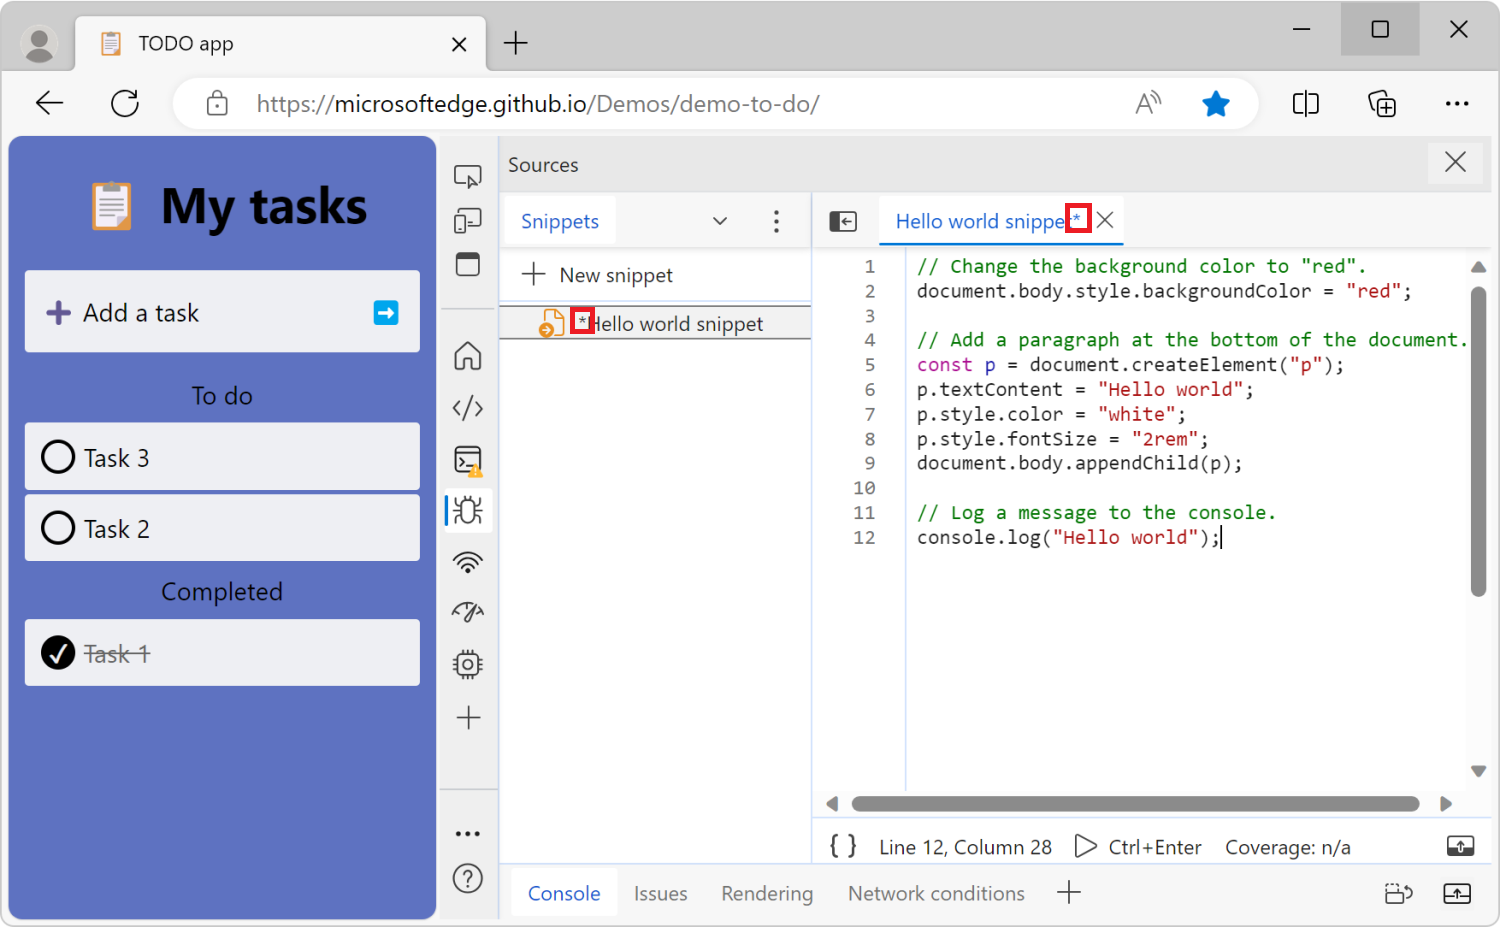 TODO app
https://microsoftedge.github.io/Demos/demo-to-do/
My tasks
Add a task
To do
Task 3
Task 2
Completed
Task 1
Sources
Snippets
New snippet
*Hello world snippet
Hello world snippet*
1 // Change the background color to "red".
2 document.body.style.backgroundColor = "red";
3
4 // Add a paragraph at the bottom of the document.
5 const p = document.createElement("p");
6 p.textContent = "Hello world";
7 p.style.color = "white";
8 p.style.fontSize = "2rem";
9 document.body.appendChild(p);
10
11 // Log a message to the console.
12 console.log("Hello world");
{ } Line 12, Column 28 Ctrl+Enter Coverage: n/a
Console Issues Rendering Network conditions